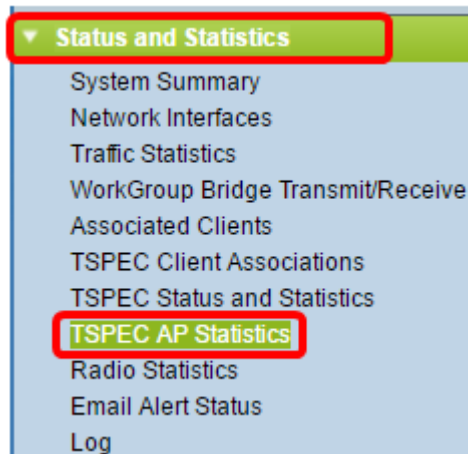 Status and Statistics
System Summary
Network Interfaces
Traffic Statistics
WorkGroup Bridge Transmit/Receive
Associated Clients
TSPEC Client Associations
TSPEC Status and Statistics
TSPEC AP Statistics
Radio Statistics
Email Alert Status
Log